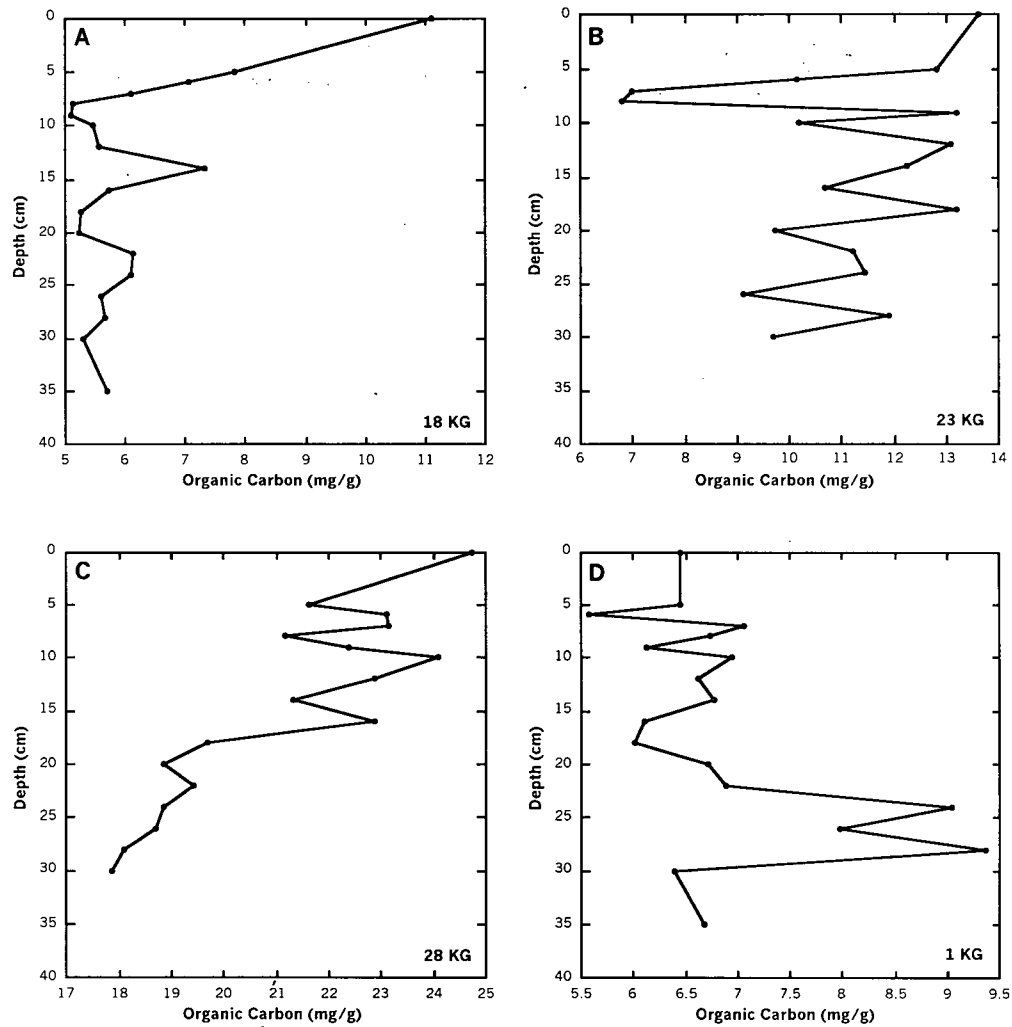 A
0
5
10
15
20
25
30
35
40
Depth (cm)
18 KG
5 6 7 8 9 10 11 12
Organic Carbon (mg/g)
B
0
5
10
15
20
25
30
35
40
Depth (cm)
23 KG
6 7 8 9 10 11 12 13 14
Organic Carbon (mg/g)
C
0
5
10
15
20
25
30
35
40
Depth (cm)
28 KG
17 18 19 20 21 22 23 24 25
Organic Carbon (mg/g)
D
0
5
10
15
20
25
30
35
40
Depth (cm)
1 KG
5.5 6 6.5 7 7.5 8 8.5 9 9.5
Organic Carbon (mg/g)